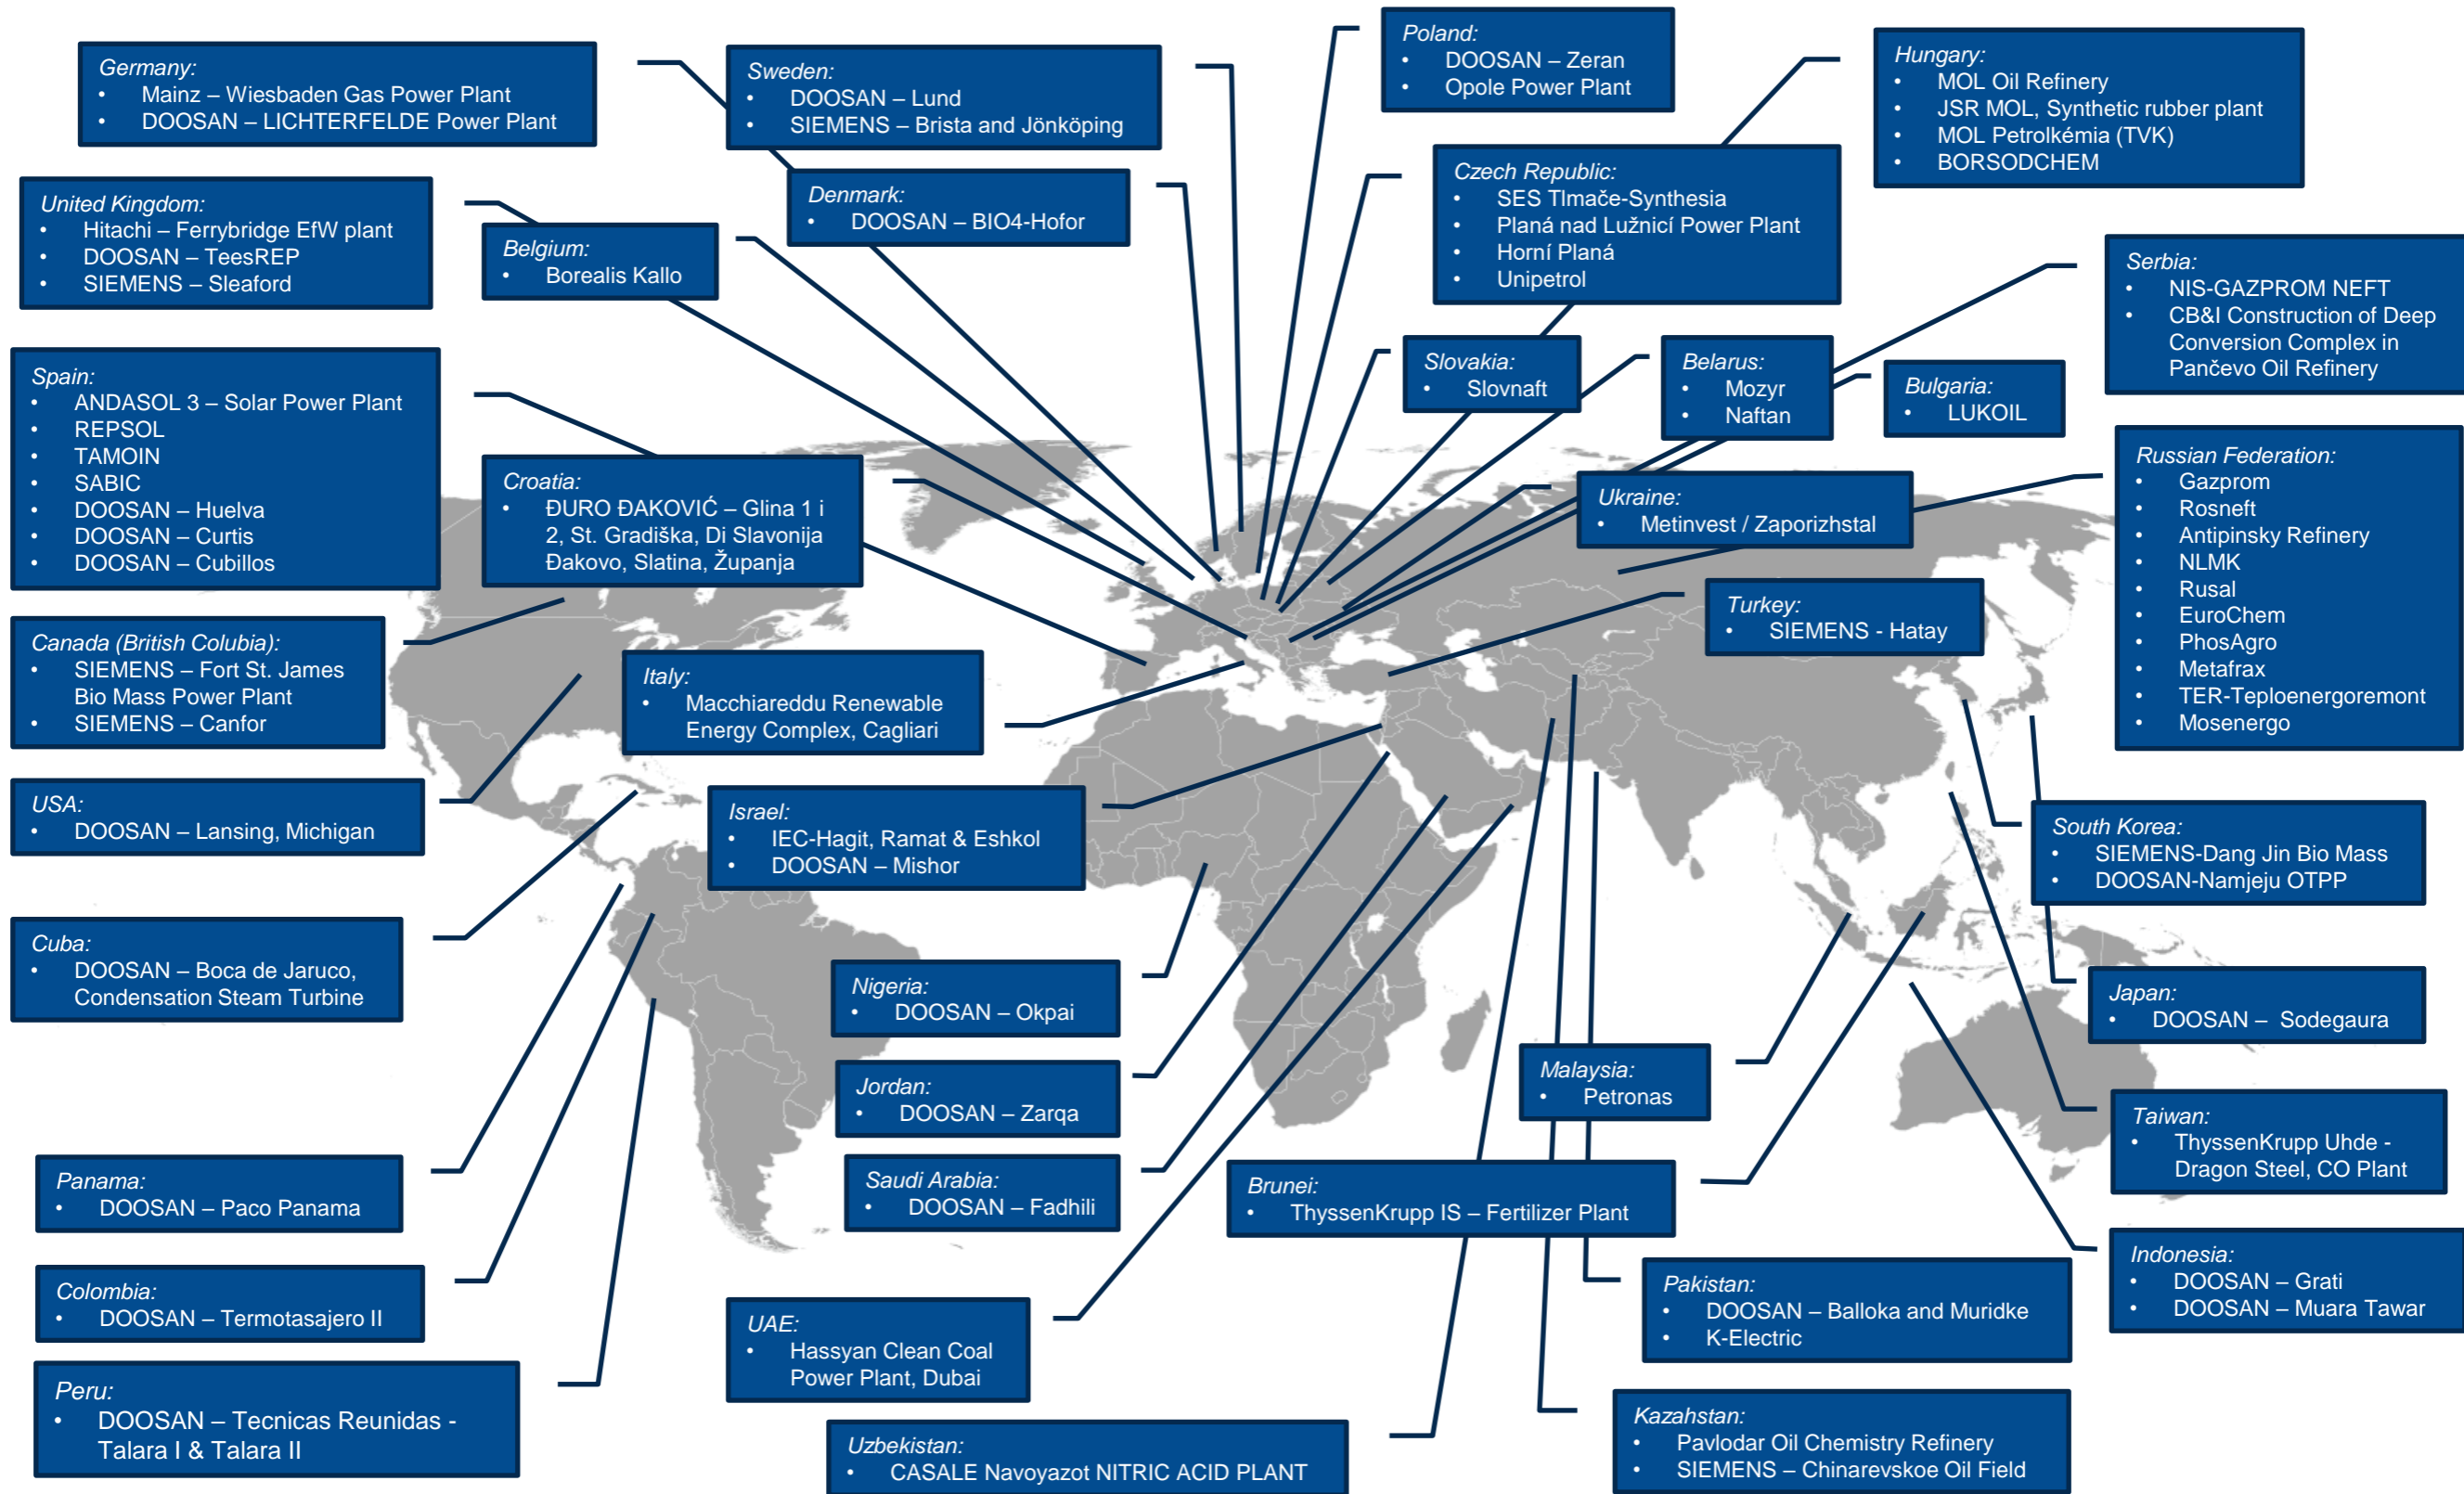 Germany:
• Mainz – Wiesbaden Gas Power Plant
• DOOSAN – LICHTERFELDE Power Plant
Sweden:
• DOOSAN – Lund
• SIEMENS – Brista and Jönköping
Poland:
• DOOSAN – Zeran
• Opole Power Plant
Hungary:
• MOL Oil Refinery
• JSR MOL, Synthetic rubber plant
• MOL Petrolkémia (TVK)
• BORSODCHEM
United Kingdom:
• Hitachi – Ferrybridge EfW plant
• DOOSAN – TeesREP
• SIEMENS – Sleaford
Belgium:
• Borealis Kallo
Denmark:
• DOOSAN – BIO4-Hofor
Czech Republic:
• SES Tlmače-Synthesia
• Planá nad Lužnicí Power Plant
• Horní Planá
• Unipetrol
Serbia:
• NIS-GAZPROM NEFT
• CB&I Construction of Deep
Conversion Complex in
Pančevo Oil Refinery
Spain:
• ANDASOL 3 – Solar Power Plant
• REPSOL
• TAMOIN
• SABIC
• DOOSAN – Huelva
• DOOSAN – Curtis
• DOOSAN – Cubillos
Slovakia:
• Slovnaft
Belarus:
• Mozyr
• Naftan
Bulgaria:
• LUKOIL
Croatia:
• ĐURO ĐAKOVIĆ – Glina 1 i
2, St. Gradiška, Di Slavonija
Đakovo, Slatina, Županja
Ukraine:
• Metinvest / Zaporizhstal
Russian Federation:
• Gazprom
• Rosneft
• Antipinsky Refinery
• NLMK
• Rusal
• EuroChem
• PhosAgro
• Metafrax
• TER-Teploenergoremont
• Mosenergo
Canada (British Colubia):
• SIEMENS – Fort St. James
Bio Mass Power Plant
• SIEMENS – Canfor
Italy:
• Macchiareddu Renewable
Energy Complex, Cagliari
Turkey:
• SIEMENS - Hatay
USA:
• DOOSAN – Lansing, Michigan
Israel:
• IEC-Hagit, Ramat & Eshkol
• DOOSAN – Mishor
South Korea:
• SIEMENS-Dang Jin Bio Mass
• DOOSAN-Namjeju OTPP
Cuba:
• DOOSAN – Boca de Jaruco,
Condensation Steam Turbine
Nigeria:
• DOOSAN – Okpai
Japan:
• DOOSAN – Sodegaura
Jordan:
• DOOSAN – Zarqa
Malaysia:
• Petronas
Taiwan:
• ThyssenKrupp Uhde -
Dragon Steel, CO Plant
Panama:
• DOOSAN – Paco Panama
Saudi Arabia:
• DOOSAN – Fadhili
Brunei:
• ThyssenKrupp IS – Fertilizer Plant
Colombia:
• DOOSAN – Termotasajero II
UAE:
• Hassyan Clean Coal
Power Plant, Dubai
Pakistan:
• DOOSAN – Balloka and Muridke
• K-Electric
Indonesia:
• DOOSAN – Grati
• DOOSAN – Muara Tawar
Peru:
• DOOSAN – Tecnicas Reunidas -
Talara I & Talara II
Uzbekistan:
• CASALE Navoyazot NITRIC ACID PLANT
Kazahstan:
• Pavlodar Oil Chemistry Refinery
• SIEMENS – Chinarevskoe Oil Field